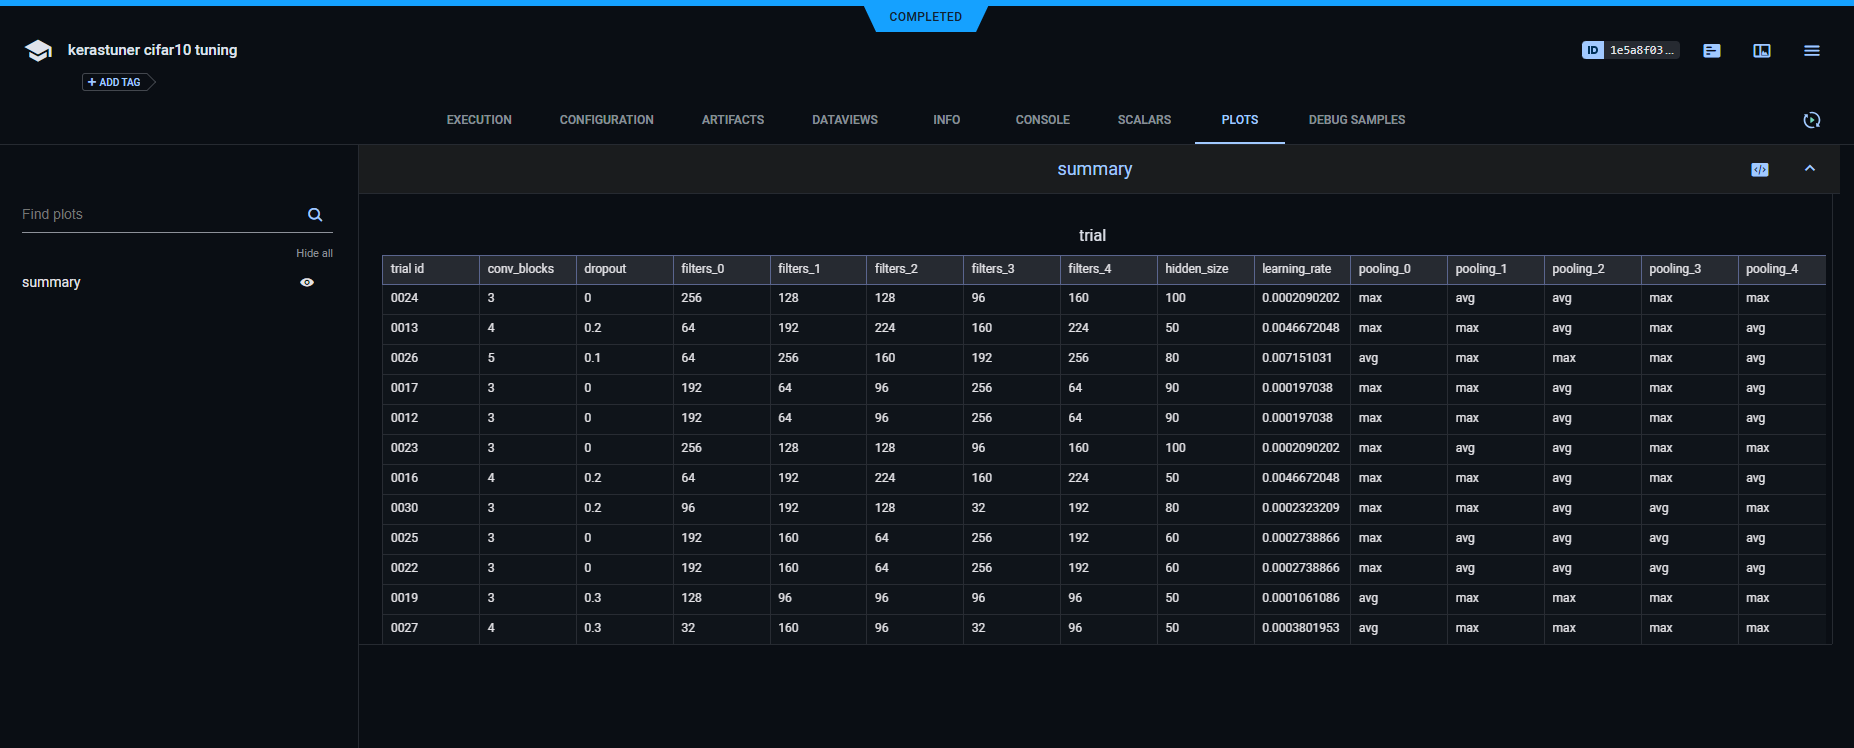 COMPLETED
kerastuner cifar10 tuning
ID 1e5a8f03...
+ ADD TAG
EXECUTION CONFIGURATION ARTIFACTS DATAVIEWS INFO CONSOLE SCALARS PLOTS DEBUG SAMPLES
summary
Find plots
Hide all
summary
trial
trial id conv_blocks dropout filters_0 filters_1 filters_2 filters_3 filters_4 hidden_size learning_rate pooling_0 pooling_1 pooling_2 pooling_3 pooling_4
0024 3 0 256 128 128 96 160 100 0.0002090202 max avg avg max max
0013 4 0.2 64 192 224 160 224 50 0.0046672048 max max avg max avg
0026 5 0.1 64 256 160 192 256 80 0.007151031 avg max max max avg
0017 3 0 192 64 96 256 64 90 0.000197038 max max avg max avg
0012 3 0 192 64 96 256 64 90 0.000197038 max max avg max avg
0023 3 0 256 128 128 96 160 100 0.0002090202 max avg avg max max
0016 4 0.2 64 192 224 160 224 50 0.0046672048 max max avg max avg
0030 3 0.2 96 192 128 32 192 80 0.0002323209 max max avg avg max
0025 3 0 192 160 64 256 192 60 0.0002738866 max avg avg avg avg
0022 3 0 192 160 64 256 192 60 0.0002738866 max avg avg avg avg
0019 3 0.3 128 96 96 96 96 50 0.0001061086 avg max max max max
0027 4 0.3 32 160 96 32 96 50 0.0003801953 avg max max max max